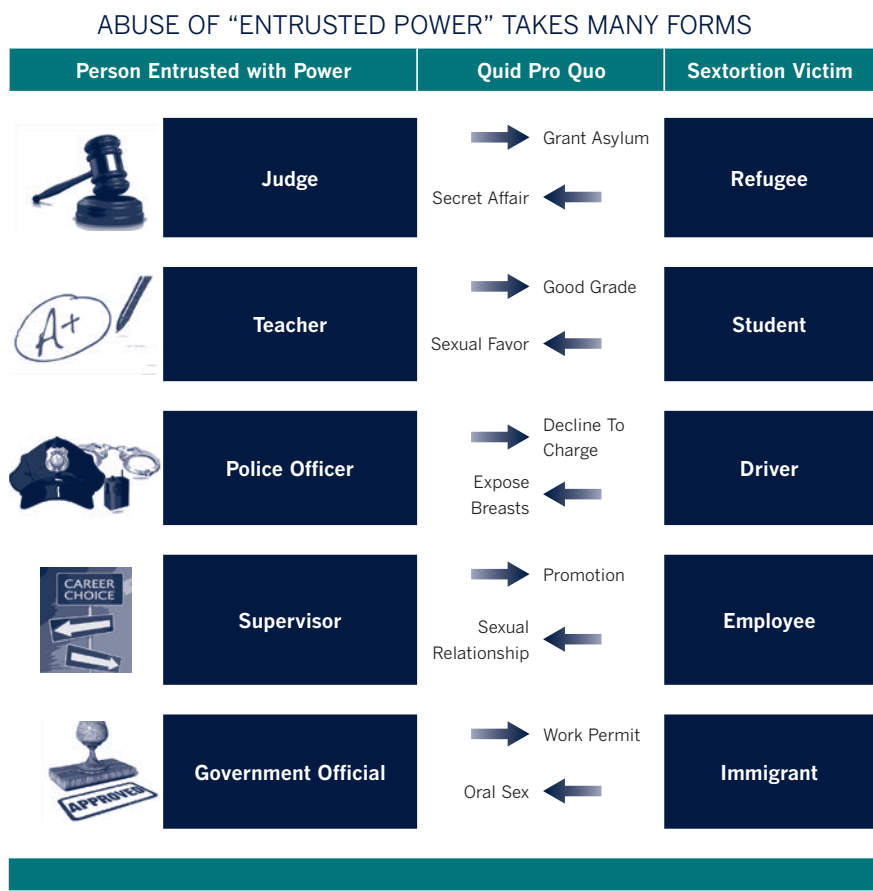 ABUSE OF “ENTRUSTED POWER” TAKES MANY FORMS
Person Entrusted with Power
Quid Pro Quo
Sextortion Victim
Judge
Grant Asylum
Secret Affair
Refugee
A+
Teacher
Good Grade
Sexual Favor
Student
Police Officer
Decline To
Charge
Expose
Breasts
Driver
CAREER
CHOICE
Supervisor
Promotion
Sexual
Relationship
Employee
APPROVED
Government Official
Work Permit
Oral Sex
Immigrant